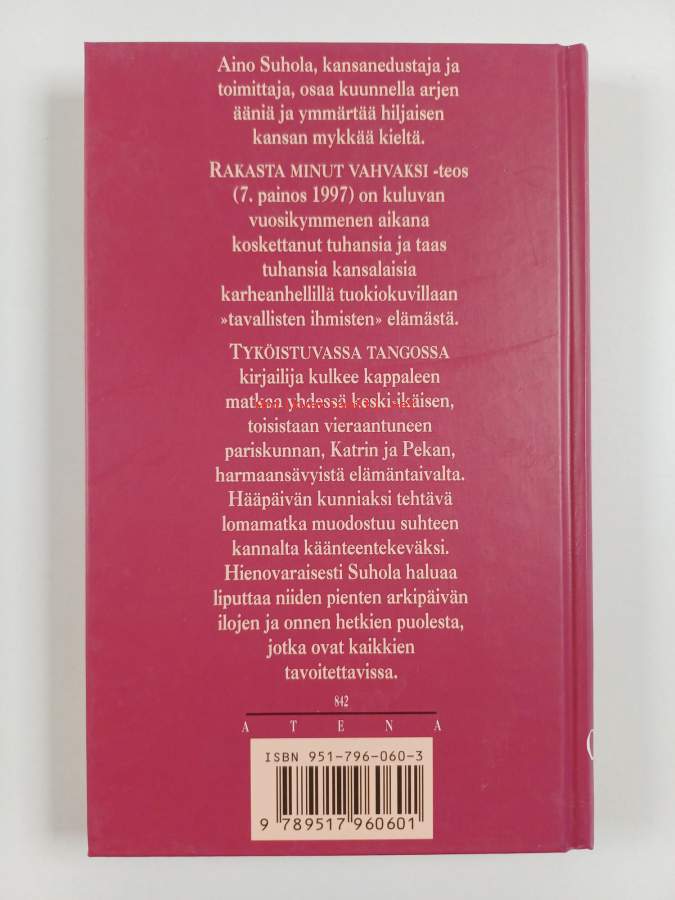 Aino Suhola, kansanedustaja ja
toimittaja, osaa kuunnella arjen
ääniä ja ymmärtää hiljaisen
kansan mykkää kieltä.
RAKASTA MINUT VAHVAKSI -teos
(7. painos 1997) on kuluvan
vuosikymmenen aikana
koskettanut tuhansia ja taas
tuhansia kansalaisia
karheanhellillä tuokiokuvillaan
»tavallisten ihmisten» elämästä.
TYKÖISTUVASSA TANGOSSA
kirjailija kulkee kappaleen
matkaa yhdessä keski-ikäisen,
toisistaan vieraantuneen
pariskunnan, Katrin ja Pekan,
harmaansävyistä elämäntaivalta.
Hääpäivän kunniaksi tehtävä
lomamatka muodostuu suhteen
kannalta käänteentekeväksi.
Hienovaraisesti Suhola haluaa
liputtaa niiden pienten arkipäivän
ilojen ja onnen hetkien puolesta,
jotka ovat kaikkien
tavoitettavissa.
842
ATENA
ISBN 951-796-060-3
9 789517 960601